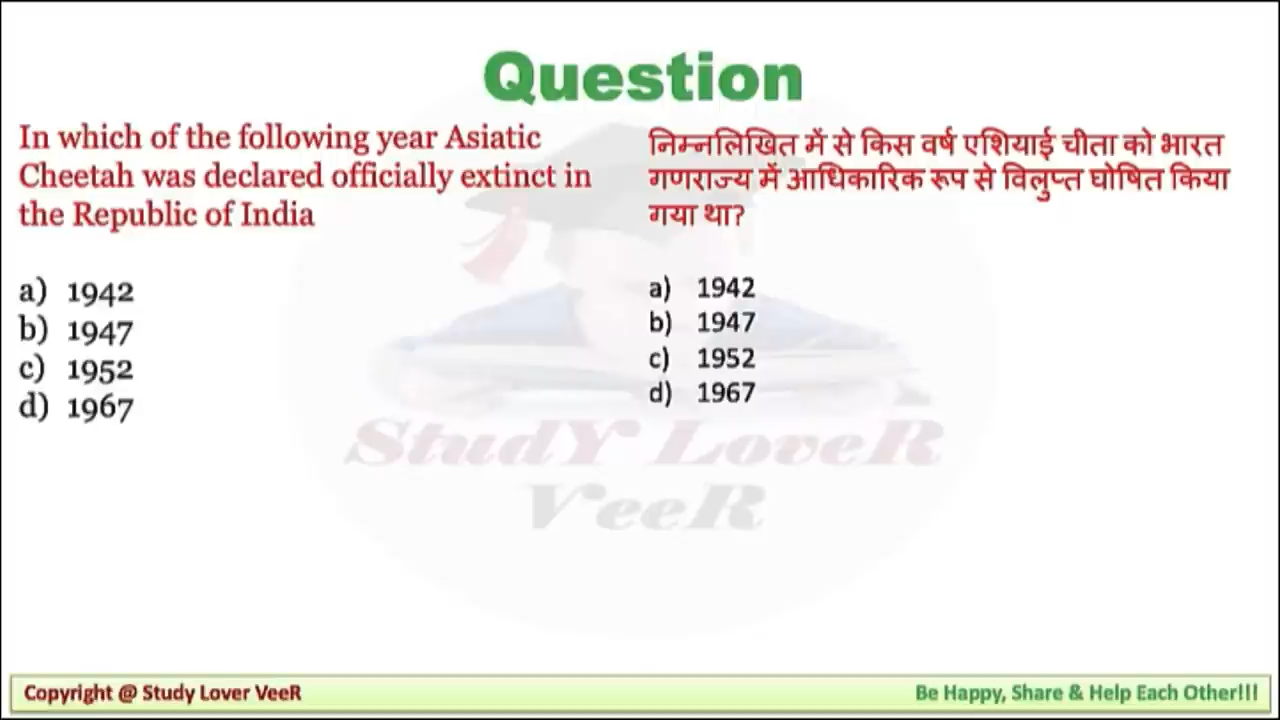 Question
In which of the following year Asiatic
Cheetah was declared officially extinct in
the Republic of India
a) 1942
b) 1947
c) 1952
d) 1967
निम्नलिखित में से किस वर्ष एशियाई चीता को भारत
गणराज्य में आधिकारिक रूप से विलुप्त घोषित किया
गया था?
a) 1942
b) 1947
c) 1952
d) 1967
StudY LoveR
VeeR
Copyright @ Study Lover VeeR
Be Happy, Share & Help Each Other!!!